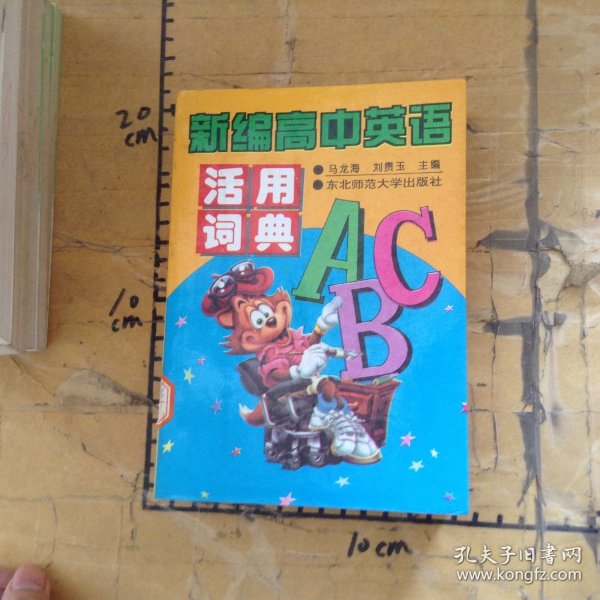 新编高中英语
活用
词典
●马龙海 刘贵玉 主编
●东北师范大学出版社
A
B
C
20
cm
10
cm
10cm
孔夫子旧书网
www.kongfz.com